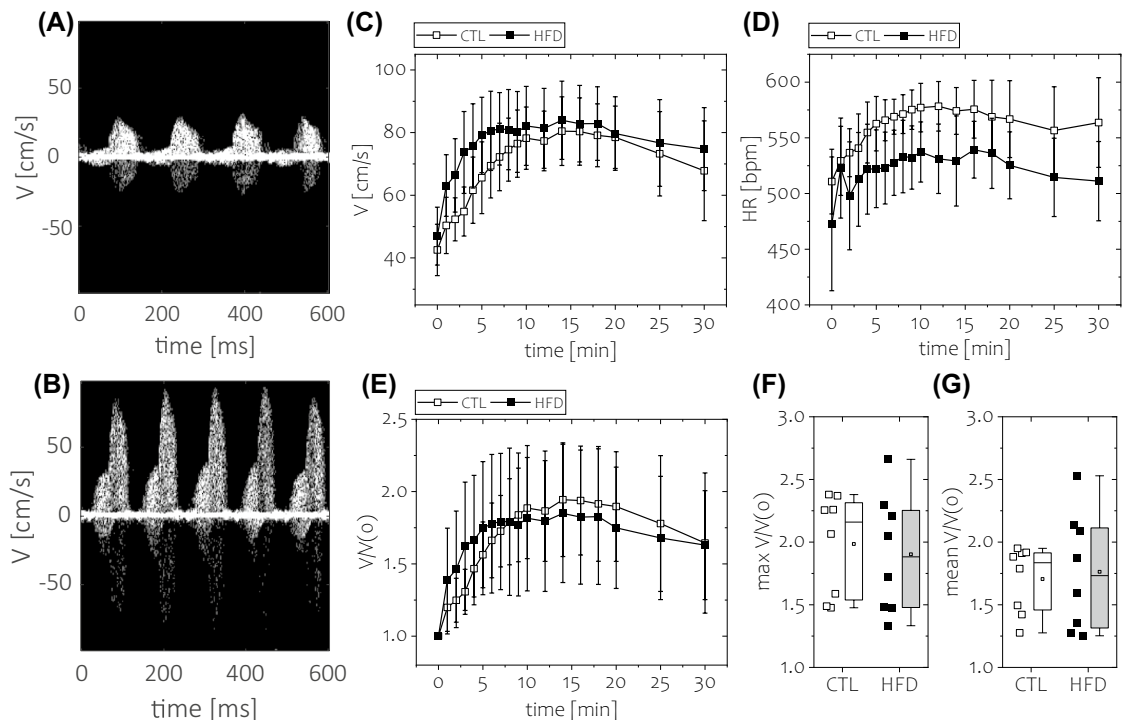 (A)
V [cm/s]
50
0
-50
0 200 400 600
time [ms]
(B)
V [cm/s]
50
0
-50
0 200 400 600
time [ms]
(C)
CTL HFD
V [cm/s]
100
80
60
40
0 5 10 15 20 25 30
time [min]
(D)
CTL HFD
HR [bpm]
600
550
500
450
400
0 5 10 15 20 25 30
time [min]
(E)
CTL HFD
V/V(0)
2.5
2.0
1.5
1.0
0 5 10 15 20 25 30
time [min]
(F)
max V/V(0)
3.0
2.5
2.0
1.5
1.0
CTL HFD
(G)
mean V/V(0)
3.0
2.5
2.0
1.5
1.0
CTL HFD